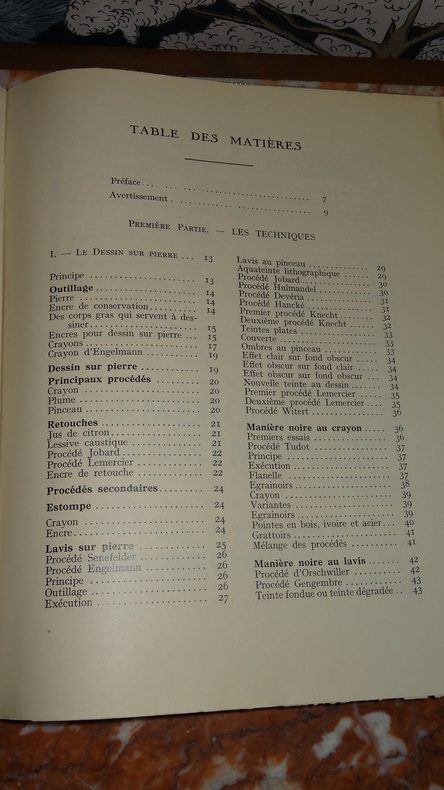 TABLE DES MATIÈRES
Préface... 7
Avertissement ... 9
PREMIÈRE PARTIE. — LES TECHNIQUES
I. — LE DESSIN SUR PIERRE ... 13
Principe ... 13
Outillage ... 14
Pierre ... 14
Encre de conservation ... 14
Des corps gras qui servent à des-
siner ... 15
Encres pour dessin sur pierre ... 15
Crayons ... 17
Crayon d'Engelmann ... 19
Dessin sur pierre ... 19
Principaux procédés ... 20
Crayon ... 20
Plume ... 20
Pinceau ... 20
Retouches ... 21
Jus de citron ... 21
Lessive caustique ... 21
Procédé Jobard ... 22
Procédé Lemercier ... 22
Encre de retouche ... 22
Procédés secondaires ... 24
Estompe ... 24
Crayon ... 24
Encre ... 24
Lavis sur pierre ... 25
Procédé Senefelder ... 26
Procédé Engelmann ... 26
Principe ... 26
Outillage ... 26
Exécution ... 27
Lavis au pinceau ... 29
Aquateinte lithographique ... 29
Procédé Jobard ... 30
Procédé Hulmandel ... 30
Procédé Devéria ... 31
Procédé Hancké ... 31
Premier procédé Knecht ... 32
Deuxième procédé Knecht ... 32
Teintes plates ... 33
Couverte ... 33
Ombres au pinceau ... 33
Effet clair sur fond obscur ... 34
Effet obscur sur fond clair ... 34
Effet obscur sur fond obscur ... 34
Nouvelle teinte au dessin ... 34
Premier procédé Lemercier ... 35
Deuxième procédé Lemercier ... 35
Procédé Witert ... 36
Manière noire au crayon ... 36
Premiers essais ... 36
Procédé Tudot ... 37
Principe ... 37
Exécution ... 37
Flanelle ... 37
Egrainoirs ... 38
Crayon ... 39
Variantes ... 39
Egrainoirs ... 39
Pointes en bois, ivoire et acier ... 40
Grattoirs ... 41
Mélange des procédés ... 41
Manière noire au lavis ... 42
Procédé d'Orschwiller ... 42
Procédé Gengembre ... 43
Teinte fondue ou teinte dégradée .. 43